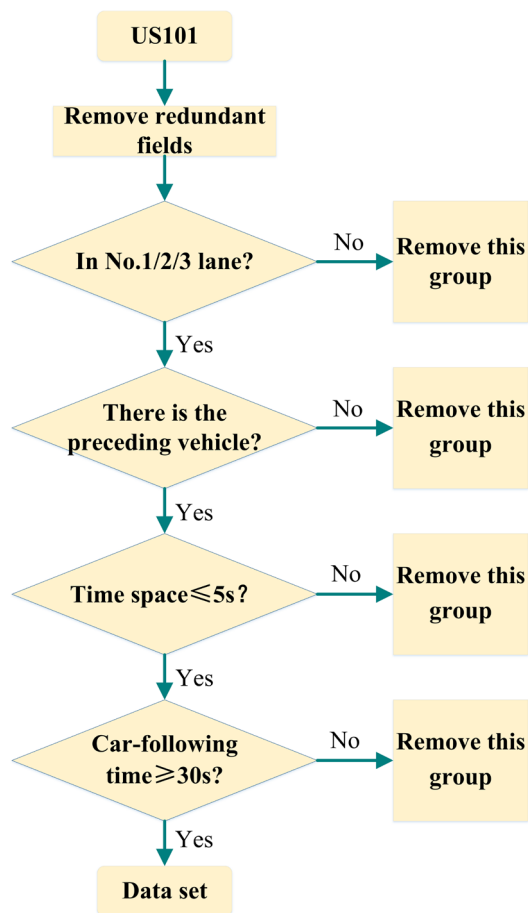 US101
Remove redundant
fields
In No.1/2/3 lane?
No
Remove this
group
Yes
There is the
preceding vehicle?
No
Remove this
group
Yes
Time space≤5s?
No
Remove this
group
Yes
Car-following
time≥30s?
No
Remove this
group
Yes
Data set